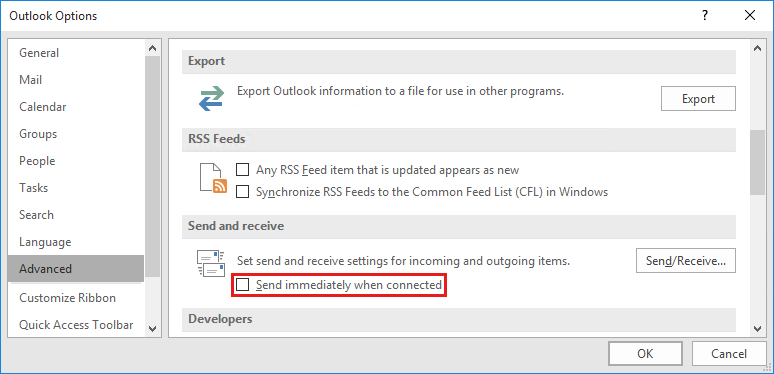 Outlook Options
General
Mail
Calendar
Groups
People
Tasks
Search
Language
Advanced
Customize Ribbon
Quick Access Toolbar
Export
Export Outlook information to a file for use in other programs.
Export
RSS Feeds
Any RSS Feed item that is updated appears as new
Synchronize RSS Feeds to the Common Feed List (CFL) in Windows
Send and receive
Set send and receive settings for incoming and outgoing items.
Send/Receive...
Send immediately when connected
Developers
OK
Cancel